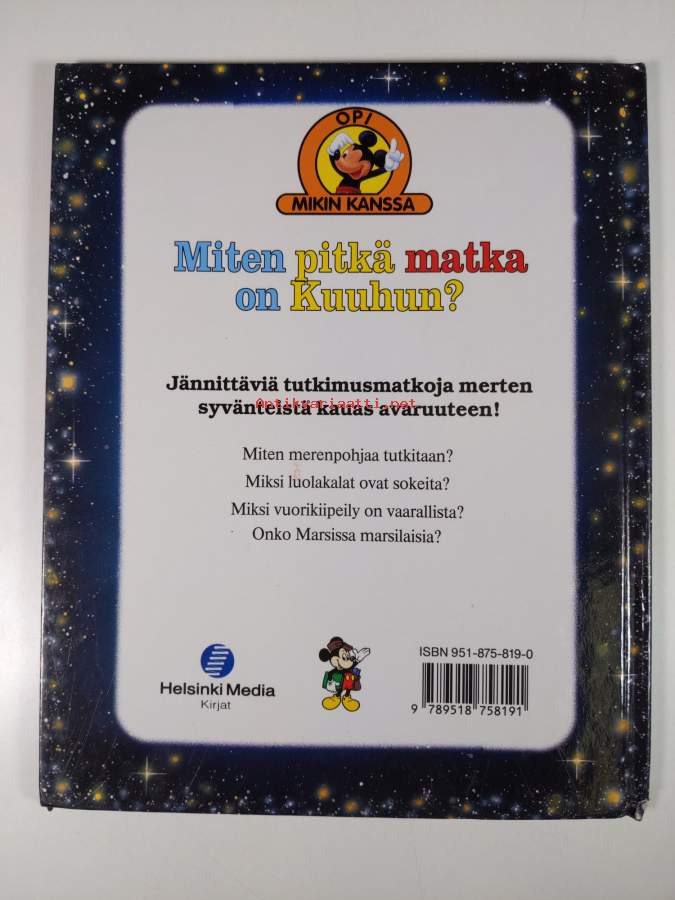 OPI
MIKIN KANSSA
Miten pitkä matka
on Kuuhun?
Jännittäviä tutkimusmatkoja merten
syvänteistä kauas avaruuteen!
Antikvariaatti.net
Miten merenpohjaa tutkitaan?
Miksi luolakalat ovat sokeita?
Miksi vuorikiipeily on vaarallista?
Onko Marsissa marsilaisia?
Helsinki Media
Kirjat
ISBN 951-875-819-0
9 789518 758191